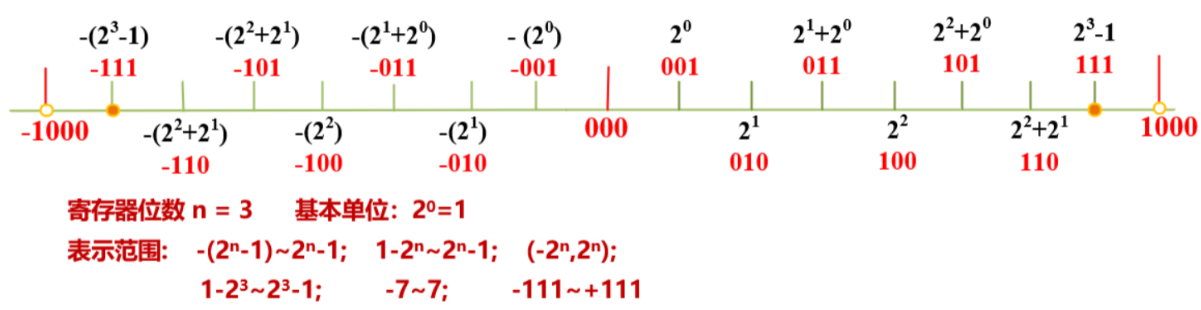 -(2³-1) -(2²+2¹) -(2¹+2⁰) - (2⁰) 2⁰ 2¹+2⁰ 2²+2⁰ 2³-1
-111 -101 -011 -001 001 011 101 111
-1000 -(2²+2¹) -(2²) -(2¹) 000 2¹ 2² 2²+2¹ 1000
-110 -100 -010 010 100 110
寄存器位数 n = 3 基本单位：2⁰=1
表示范围: -(2ⁿ-1)~2ⁿ-1; 1-2ⁿ~2ⁿ-1; (-2ⁿ,2ⁿ);
1-2³~2³-1; -7~7; -111~+111